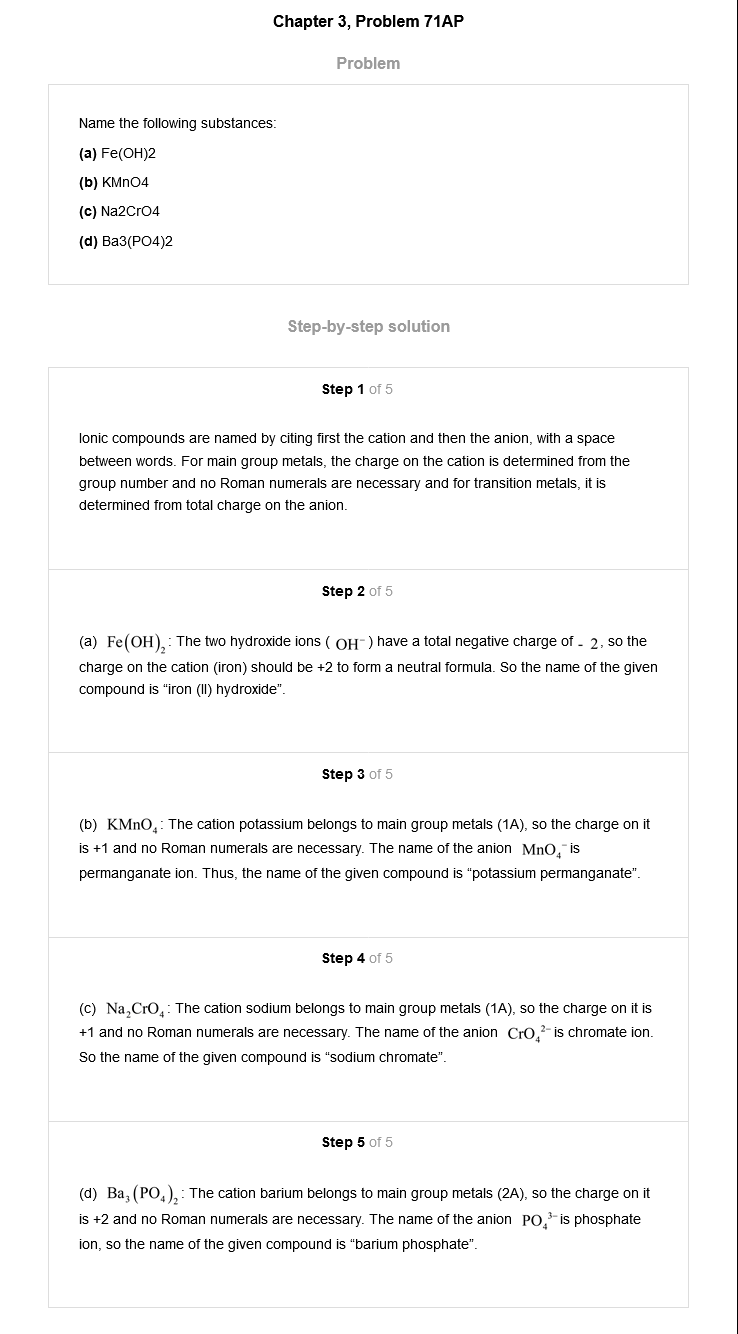 Chapter 3, Problem 71AP
Problem
Name the following substances:
(a) Fe(OH)2
(b) KMnO4
(c) Na2CrO4
(d) Ba3(PO4)2
Step-by-step solution
Step 1 of 5
Ionic compounds are named by citing first the cation and then the anion, with a space
between words. For main group metals, the charge on the cation is determined from the
group number and no Roman numerals are necessary and for transition metals, it is
determined from total charge on the anion.
Step 2 of 5
(a) Fe(OH)₂: The two hydroxide ions ( OH⁻ ) have a total negative charge of - 2, so the
charge on the cation (iron) should be +2 to form a neutral formula. So the name of the given
compound is “iron (II) hydroxide”.
Step 3 of 5
(b) KMnO₄: The cation potassium belongs to main group metals (1A), so the charge on it
is +1 and no Roman numerals are necessary. The name of the anion MnO₄⁻ is
permanganate ion. Thus, the name of the given compound is “potassium permanganate”.
Step 4 of 5
(c) Na₂CrO₄: The cation sodium belongs to main group metals (1A), so the charge on it is
+1 and no Roman numerals are necessary. The name of the anion CrO₄²⁻ is chromate ion.
So the name of the given compound is “sodium chromate”.
Step 5 of 5
(d) Ba₃(PO₄)₂: The cation barium belongs to main group metals (2A), so the charge on it
is +2 and no Roman numerals are necessary. The name of the anion PO₄³⁻ is phosphate
ion, so the name of the given compound is “barium phosphate”.